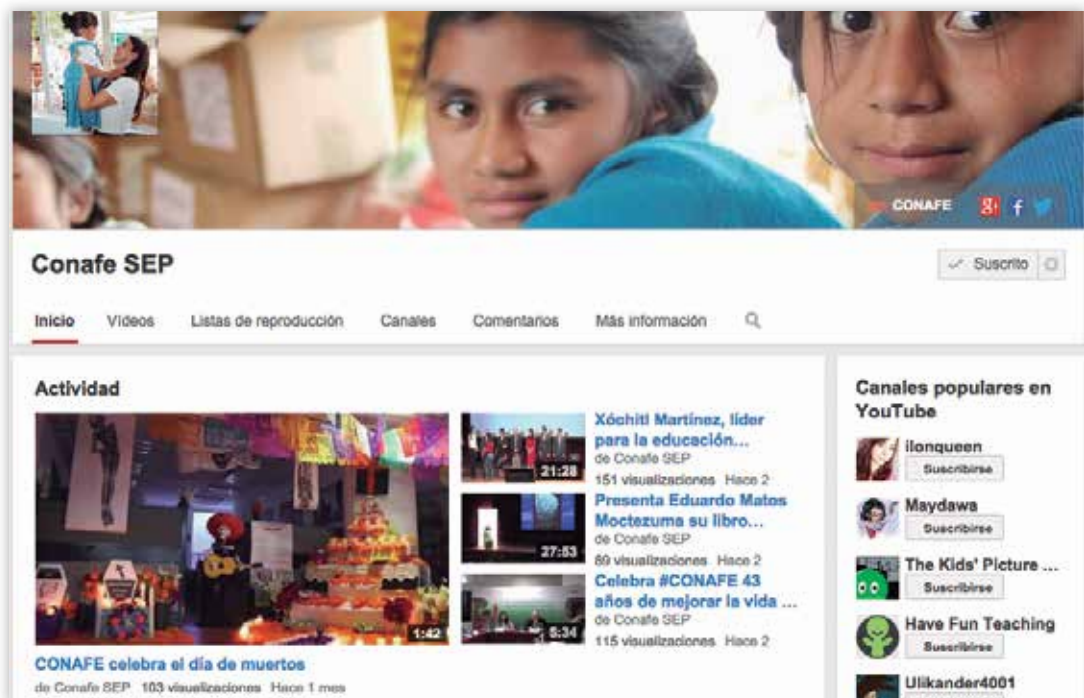 CONAFE
Conafe SEP
Suscrito
Inicio Vídeos Listas de reproducción Canales Comentarios Más información
Actividad
1:42
CONAFE celebra el día de muertos
de Conafe SEP 103 visualizaciones Hace 1 mes
21:28
Xóchitl Martínez, líder
para la educación...
de Conafe SEP
151 visualizaciones Hace 2
27:53
Presenta Eduardo Matos
Moctezuma su libro...
de Conafe SEP
89 visualizaciones Hace 2
5:34
Celebra #CONAFE 43
años de mejorar la vida ...
de Conafe SEP
115 visualizaciones Hace 2
Canales populares en
YouTube
ilonqueen
Suscribirse
Maydawa
Suscribirse
The Kids' Picture ...
Suscribirse
Have Fun Teaching
Suscribirse
Ulikander4001